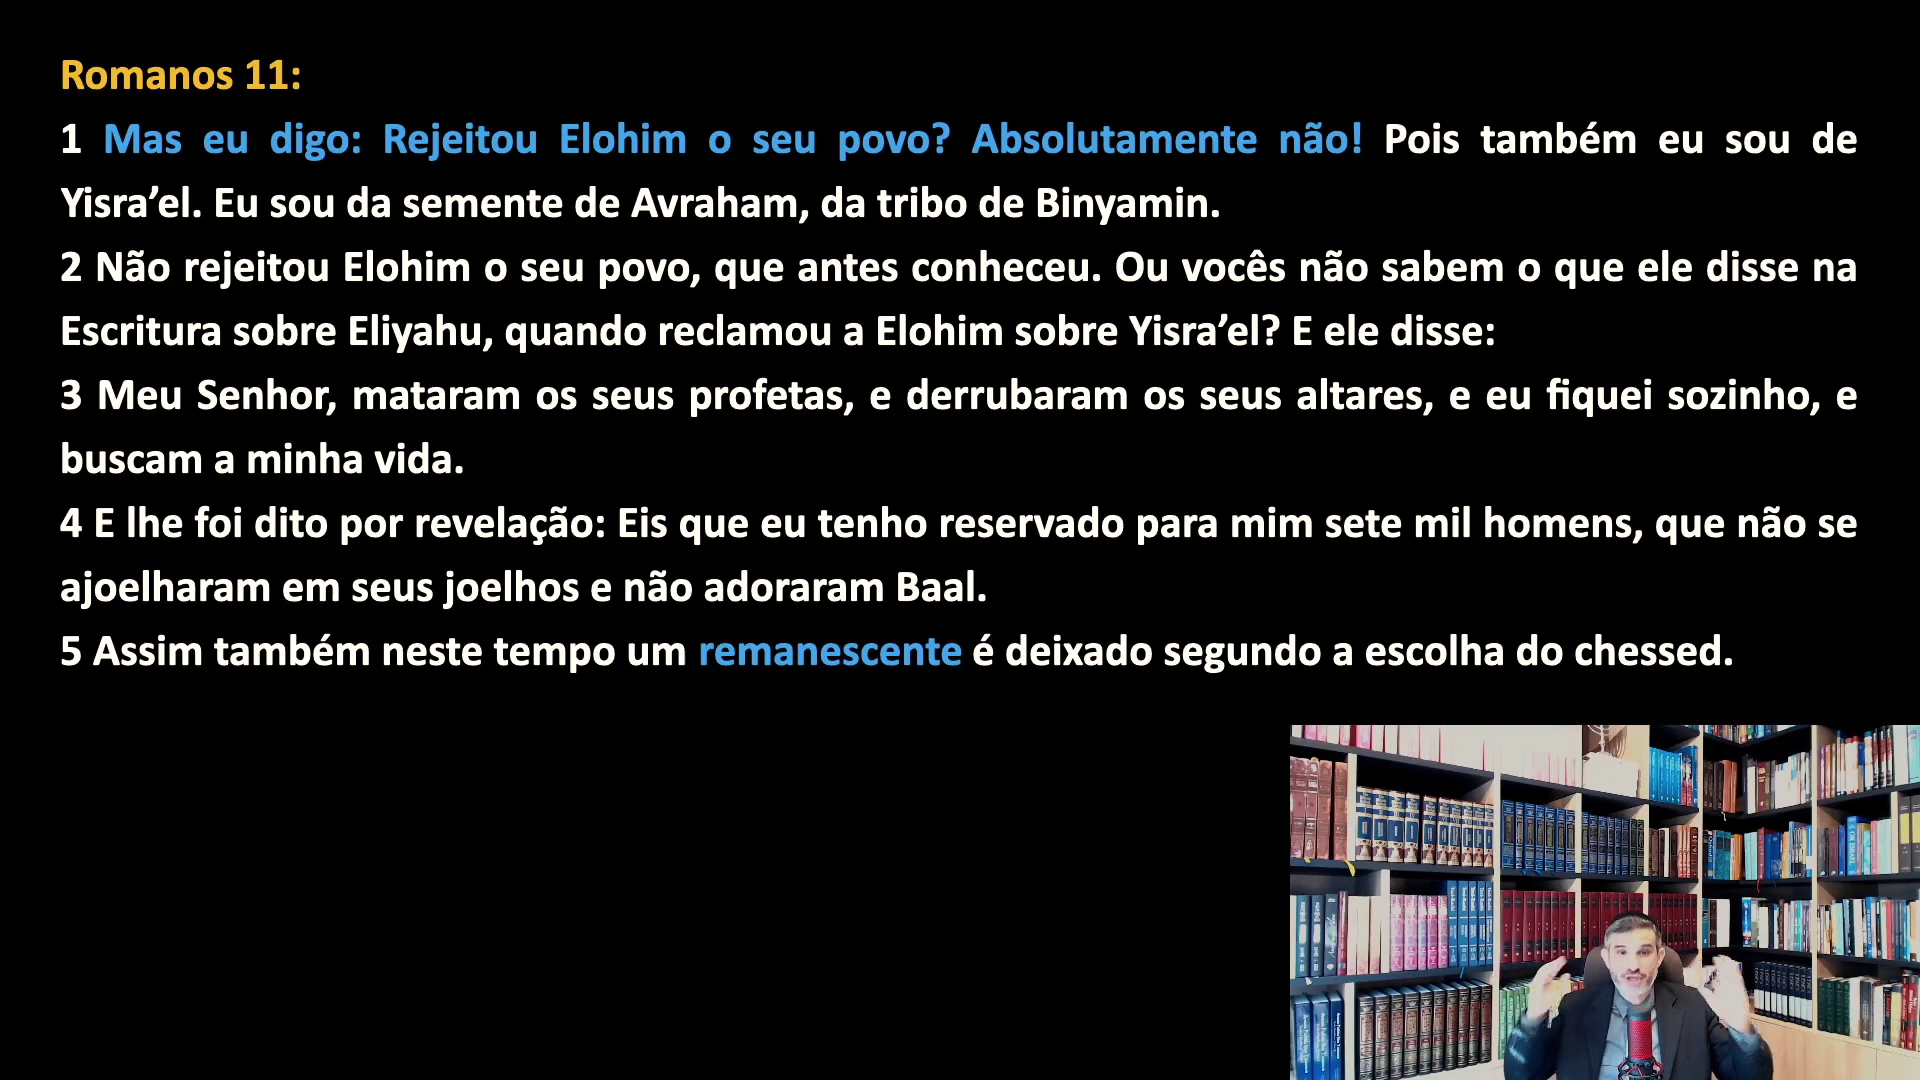 Romanos 11:
1 Mas eu digo: Rejeitou Elohim o seu povo? Absolutamente não! Pois também eu sou de
Yisra’el. Eu sou da semente de Avraham, da tribo de Binyamin.
2 Não rejeitou Elohim o seu povo, que antes conheceu. Ou vocês não sabem o que ele disse na
Escritura sobre Eliyahu, quando reclamou a Elohim sobre Yisra’el? E ele disse:
3 Meu Senhor, mataram os seus profetas, e derrubaram os seus altares, e eu fiquei sozinho, e
buscam a minha vida.
4 E lhe foi dito por revelação: Eis que eu tenho reservado para mim sete mil homens, que não se
ajoelharam em seus joelhos e não adoraram Baal.
5 Assim também neste tempo um remanescente é deixado segundo a escolha do chessed.